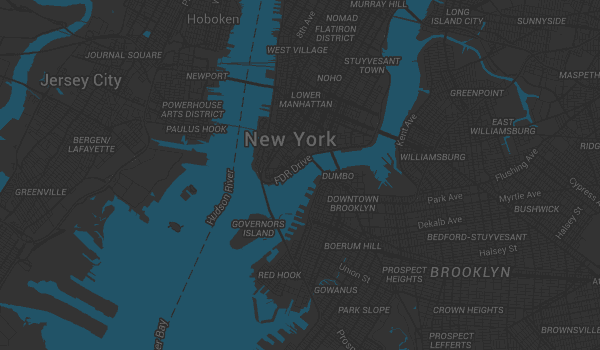 MURRAY HILL
Hoboken
8th Ave
NOMAD
FLATIRON
DISTRICT
LONG
ISLAND CITY
SUNNYSIDE
WEST VILLAGE
JOURNAL SQUARE
STUYVESANT
TOWN
NEWPORT
NOHO
MASPETH
Jersey City
LOWER
MANHATTAN
GREENPOINT
POWERHOUSE
ARTS DISTRICT
PAULUS HOOK
Kent Ave
EAST
WILLIAMSBURG
New York
BERGEN/
LAFAYETTE
WILLIAMSBURG
FDR Drive
Flushing Ave
DUMBO
GREENVILLE
Hudson River
DOWNTOWN
BROOKLYN
Park Ave
Myrtle Ave
BUSHWICK
Cypress
Halsey St
GOVERNORS
ISLAND
Dekalb Ave
BEDFORD-STUYVESANT
BOERUM HILL
Halsey St
RED HOOK
Union St
PROSPECT
HEIGHTS
BROOKLYN
GOWANUS
PARK SLOPE
CROWN HEIGHTS
BROWNSVILL
er Bay
PROSPECT
LEFFERTS